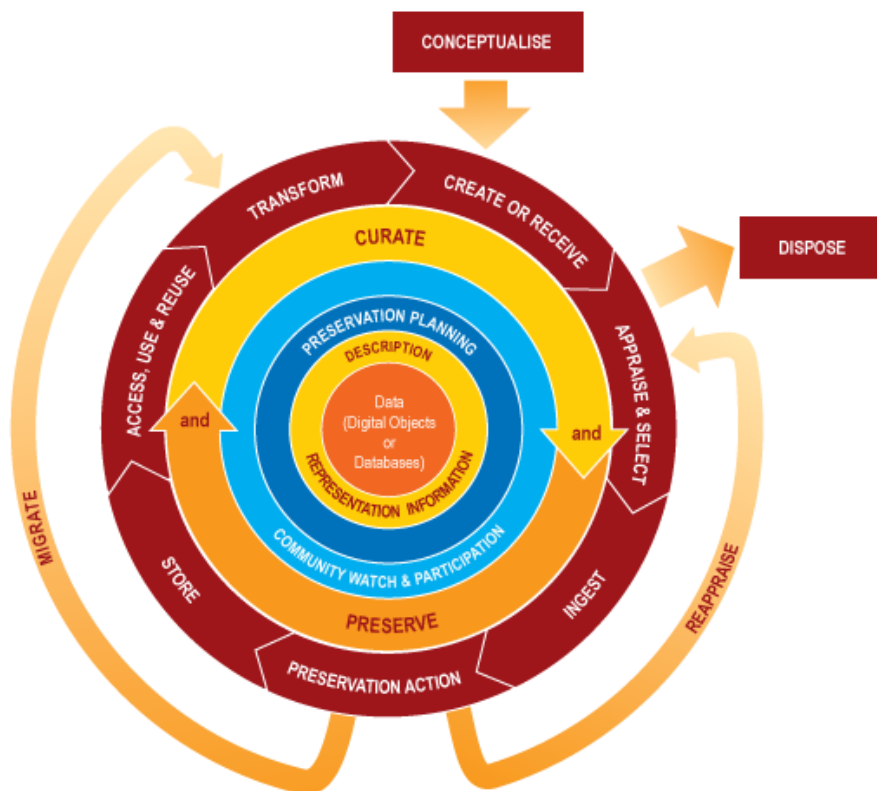 CONCEPTUALISE
CREATE OR RECEIVE
DISPOSE
APPRAISE & SELECT
REAPPRAISE
INGEST
PRESERVATION ACTION
STORE
MIGRATE
ACCESS, USE & REUSE
TRANSFORM
CURATE
and
PRESERVE
and
COMMUNITY WATCH & PARTICIPATION
PRESERVATION PLANNING
DESCRIPTION
REPRESENTATION INFORMATION
Data
(Digital Objects
or
Databases)